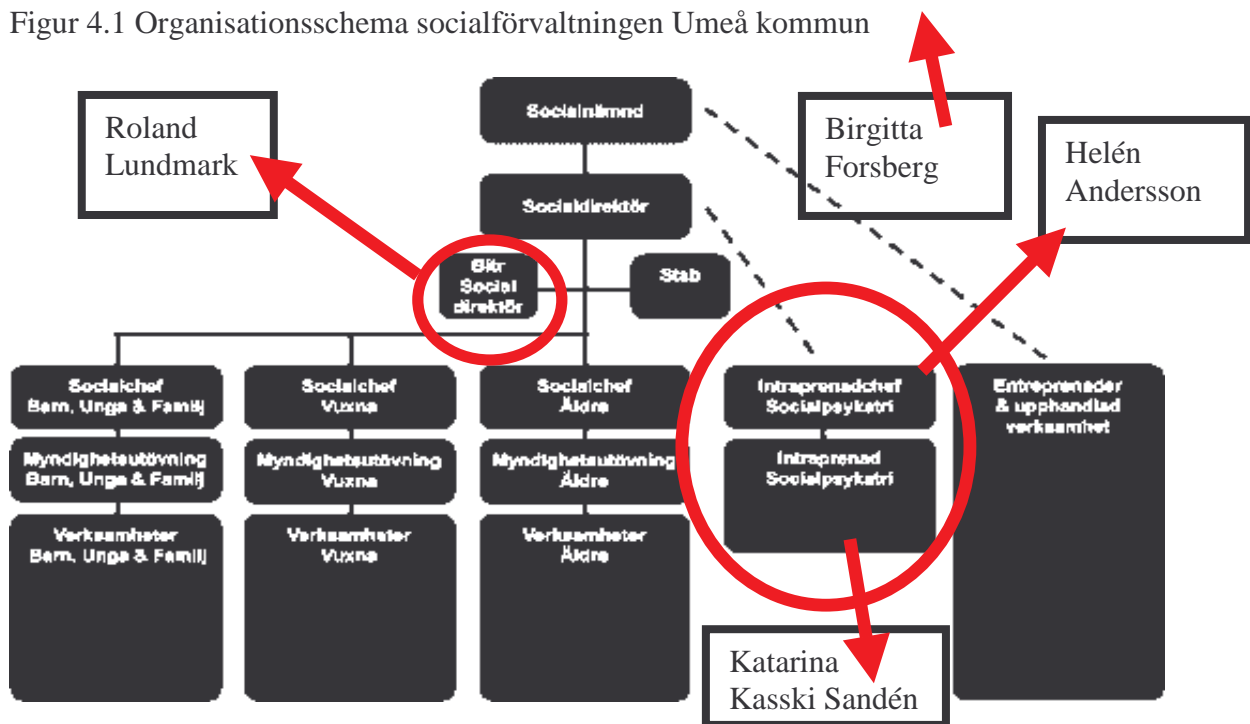 Figur 4.1 Organisationsschema socialförvaltningen Umeå kommun
Roland
Lundmark
Socialnämnd
Birgitta
Forsberg
Helén
Andersson
Socialdirektör
Bitr
Social
direktör
Stab
Socialchef
Barn, Unga & Familj
Socialchef
Vuxna
Socialchef
Äldre
Intraprenadchef
Socialpsykatri
Entreprenader
& upphandlad
verksamhet
Myndighetsutövning
Barn, Unga & Familj
Myndighetsutövning
Vuxna
Myndighetsutövning
Äldre
Intraprenad
Socialpsykatri
Verksamheter
Barn, Unga & Familj
Verksamheter
Vuxna
Verksamheter
Äldre
Katarina
Kasski Sandén